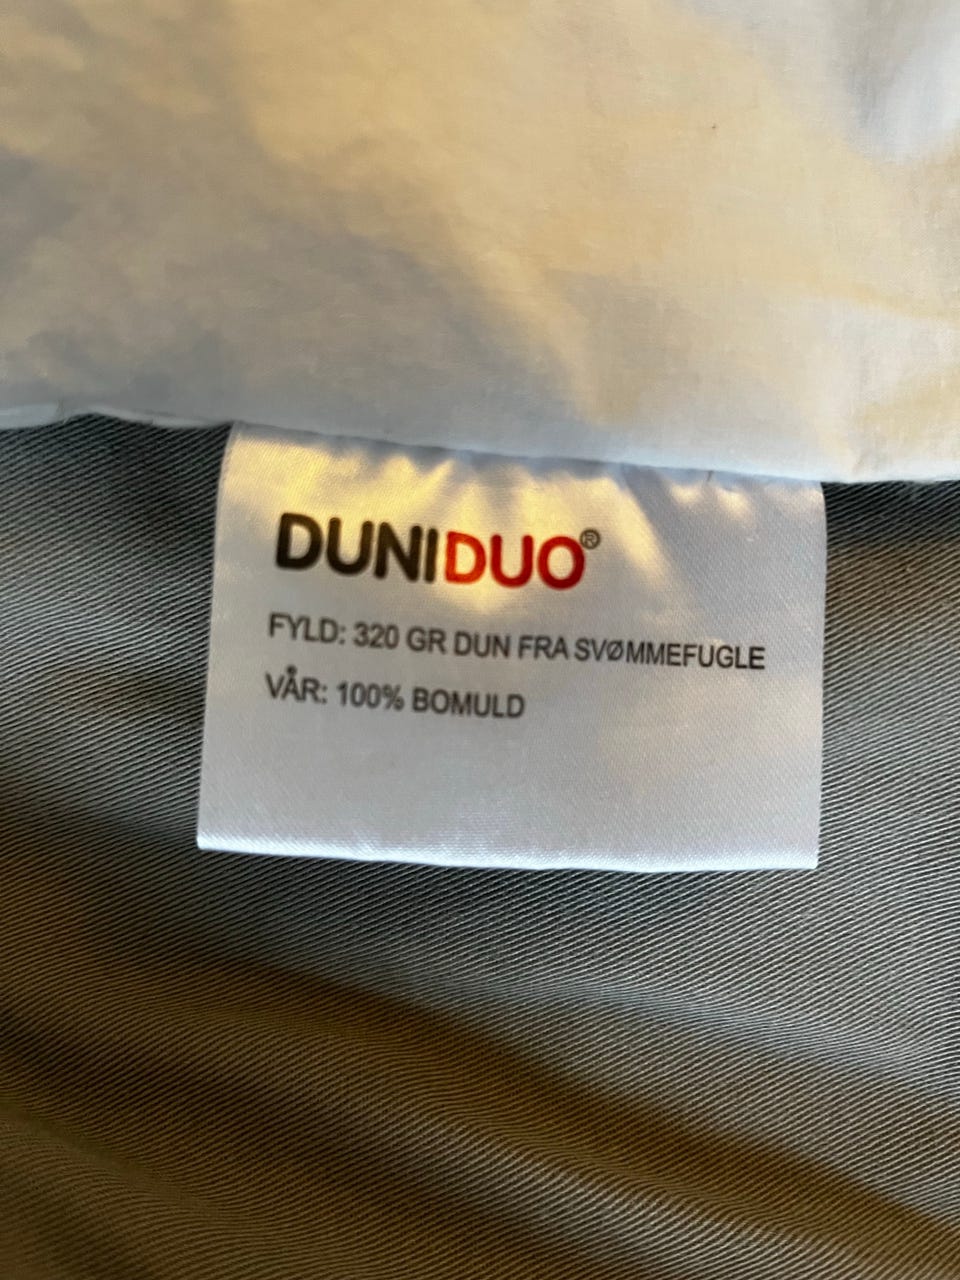 DUNIDUO®
FYLD: 320 GR DUN FRA SVØMMEFUGLE
VÅR: 100% BOMULD